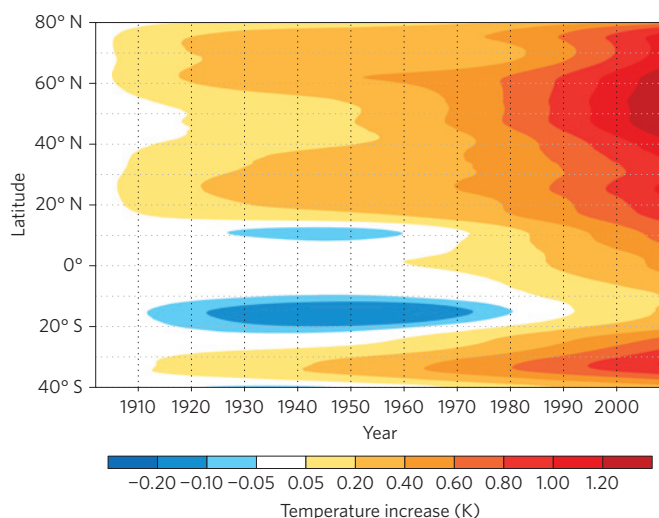 80° N
60° N
40° N
20° N
0°
20° S
40° S
Latitude
1910 1920 1930 1940 1950 1960 1970 1980 1990 2000
Year
−0.20 −0.10 −0.05 0.05 0.20 0.40 0.60 0.80 1.00 1.20
Temperature increase (K)